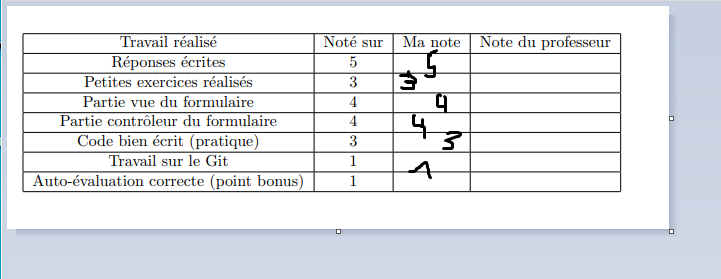 Travail réalisé Noté sur Ma note Note du professeur
Réponses écrites 5 5
Petites exercices réalisés 3 3
Partie vue du formulaire 4 4
Partie contrôleur du formulaire 4 4
Code bien écrit (pratique) 3 3
Travail sur le Git 1 1
Auto-évaluation correcte (point bonus) 1